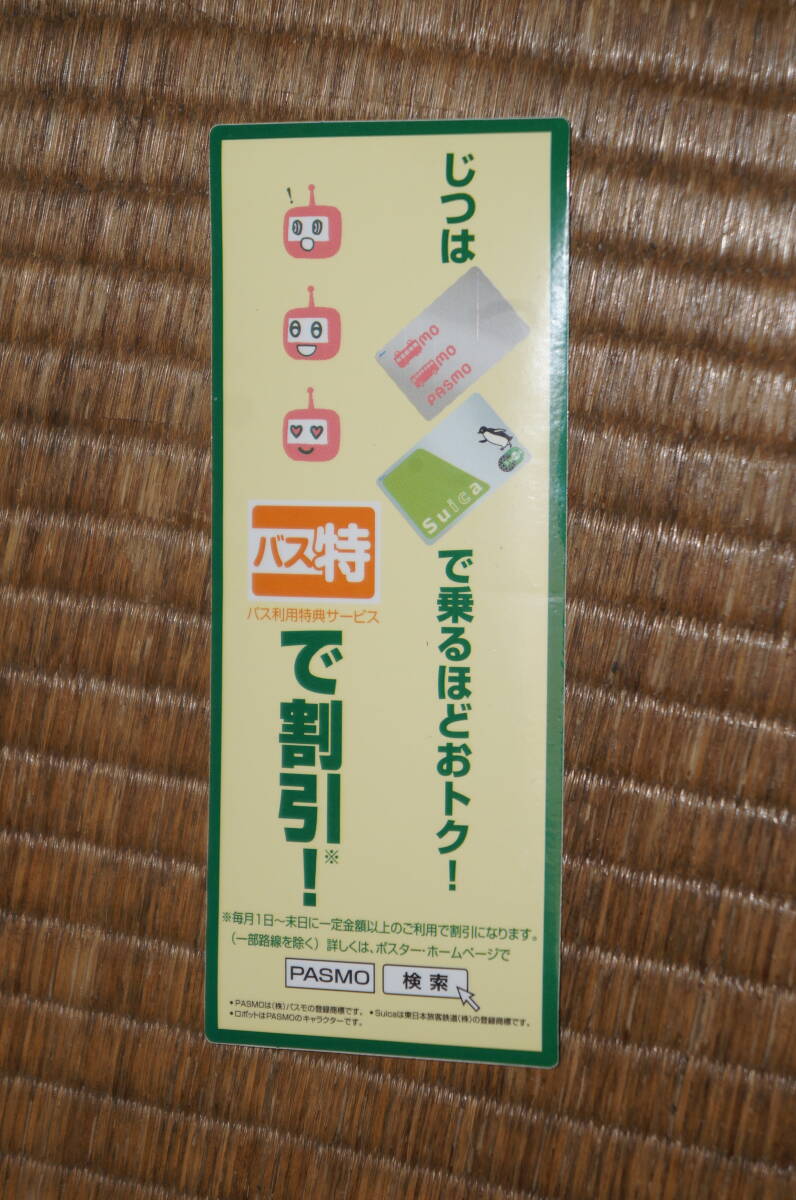 じつは
MO
MO
PASMO
Suica
で乗るほどおトク！
!
バス特
バス利用特典サービス
で割引！※
※毎月1日～末日に一定金額以上のご利用で割引になります。
（一部路線を除く）詳しくは、ポスター・ホームページで
PASMO 検索
●PASMOは(株)パスモの登録商標です。 ●Suicaは東日本旅客鉄道(株)の登録商標です。
●ロボットはPASMOのキャラクターです。